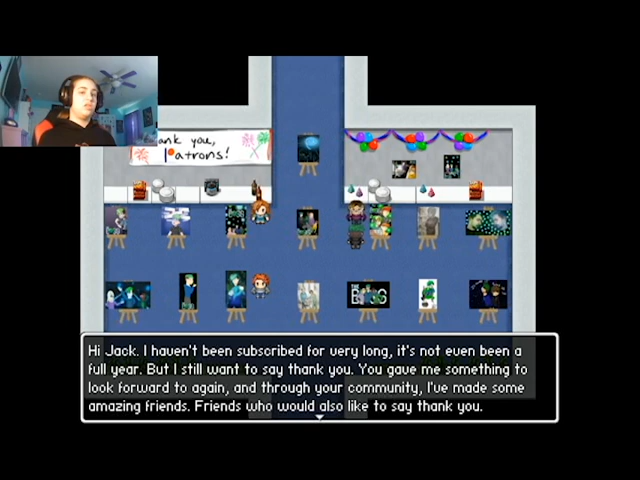 ank you,
Patrons!
THE
Hi Jack. I haven't been subscribed for very long, it's not even been a
full year. But I still want to say thank you. You gave me something to
look forward to again, and through your community, I've made some
amazing friends. Friends who would also like to say thank you.